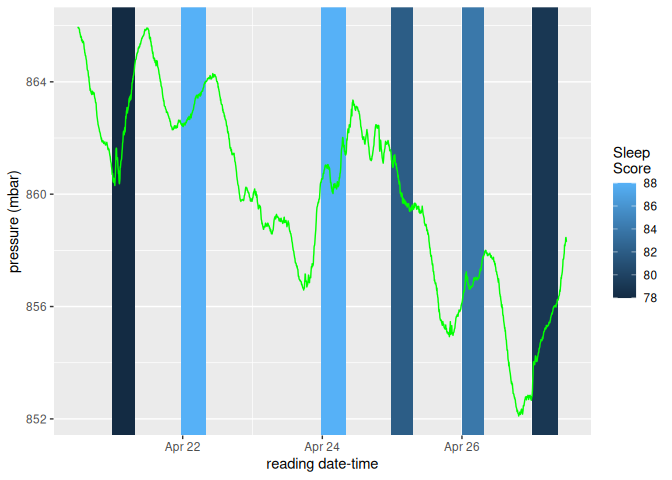 864
860
856
852
pressure (mbar)
Apr 22
Apr 24
Apr 26
reading date-time
Sleep
Score
88
86
84
82
80
78